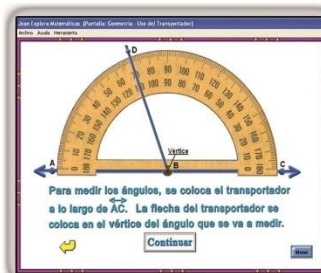 Jose Explora Matemáticas (Pantalla: Geometría - Uso del Transportador)
Archivo Ayuda Herramienta
D
Vértice
A
B
C
Para medir los ángulos, se coloca el transportador
a lo largo de AC. La flecha del transportador se
coloca en el vértice del ángulo que se va a medir.
Continuar
Menú